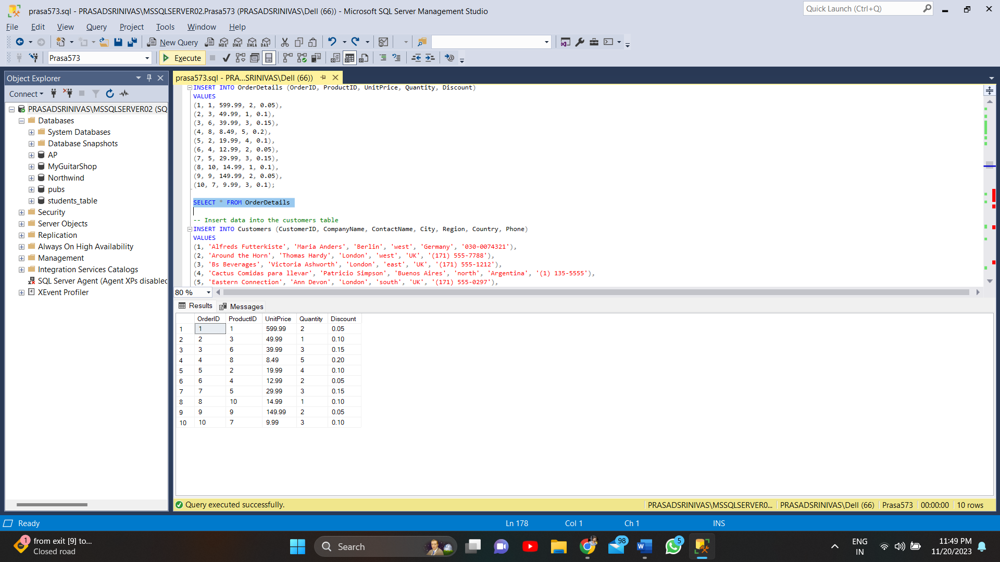 prasa573.sql - PRASADSRINIVAS\MSSQLSERVER02.Prasa573 (PRASADSRINIVAS\Dell (66)) - Microsoft SQL Server Management Studio
Quick Launch (Ctrl+Q)
File Edit View Query Project Tools Window Help
New Query MDX DMX XMLA DAX
Prasa573 Execute
Object Explorer
Connect
PRASADSRINIVAS\MSSQLSERVER02 (SQ
Databases
System Databases
Database Snapshots
AP
MyGuitarShop
Northwind
pubs
students_table
Security
Server Objects
Replication
Always On High Availability
Management
Integration Services Catalogs
SQL Server Agent (Agent XPs disablec
XEvent Profiler
prasa573.sql - PRA...SRINIVAS\Dell (66))
INSERT INTO OrderDetails (OrderID, ProductID, UnitPrice, Quantity, Discount)
VALUES
(1, 1, 599.99, 2, 0.05),
(2, 3, 49.99, 1, 0.1),
(3, 6, 39.99, 3, 0.15),
(4, 8, 8.49, 5, 0.2),
(5, 2, 19.99, 4, 0.1),
(6, 4, 12.99, 2, 0.05),
(7, 5, 29.99, 3, 0.15),
(8, 10, 14.99, 1, 0.1),
(9, 9, 149.99, 2, 0.05),
(10, 7, 9.99, 3, 0.1);
SELECT * FROM OrderDetails
-- Insert data into the customers table
INSERT INTO Customers (CustomerID, CompanyName, ContactName, City, Region, Country, Phone)
VALUES
(1, 'Alfreds Futterkiste', 'Maria Anders', 'Berlin', 'west', 'Germany', '030-0074321'),
(2, 'Around the Horn', 'Thomas Hardy', 'London', 'west', 'UK', '(171) 555-7788'),
(3, 'Bs Beverages', 'Victoria Ashworth', 'London', 'east', 'UK', '(171) 555-1212'),
(4, 'Cactus Comidas para llevar', 'Patricio Simpson', 'Buenos Aires', 'north', 'Argentina', '(1) 135-5555'),
(5, 'Eastern Connection', 'Ann Devon', 'London', 'south', 'UK', '(171) 555-0297'),
80 %
Results Messages
OrderID ProductID UnitPrice Quantity Discount
1 1 1 599.99 2 0.05
2 2 3 49.99 1 0.10
3 3 6 39.99 3 0.15
4 4 8 8.49 5 0.20
5 5 2 19.99 4 0.10
6 6 4 12.99 2 0.05
7 7 5 29.99 3 0.15
8 8 10 14.99 1 0.10
9 9 9 149.99 2 0.05
10 10 7 9.99 3 0.10
Query executed successfully. PRASADSRINIVAS\MSSQLSERVER0... PRASADSRINIVAS\Dell (66) Prasa573 00:00:00 10 rows
Ready Ln 178 Col 1 Ch 1 INS
1 from exit [9] to...
Closed road
Search
98
5
ENG
IN
11:49 PM
11/20/2023